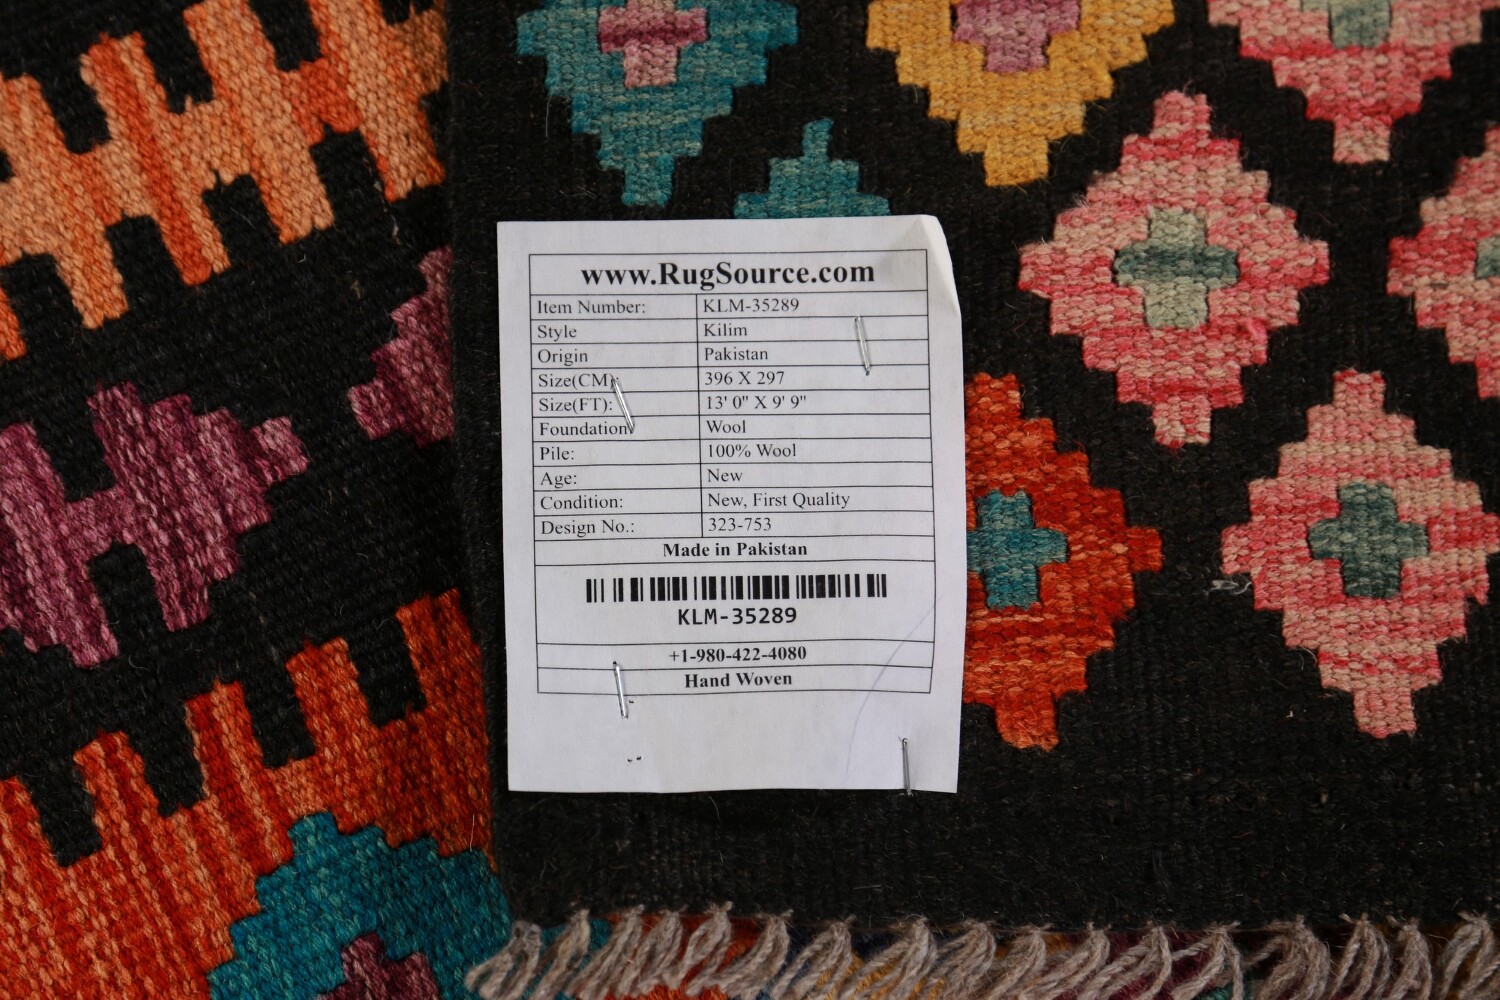 www.RugSource.com
Item Number: KLM-35289
Style Kilim
Origin Pakistan
Size(CM) 396 X 297
Size(FT): 13' 0" X 9' 9"
Foundation: Wool
Pile: 100% Wool
Age: New
Condition: New, First Quality
Design No.: 323-753
Made in Pakistan
KLM-35289
+1-980-422-4080
Hand Woven